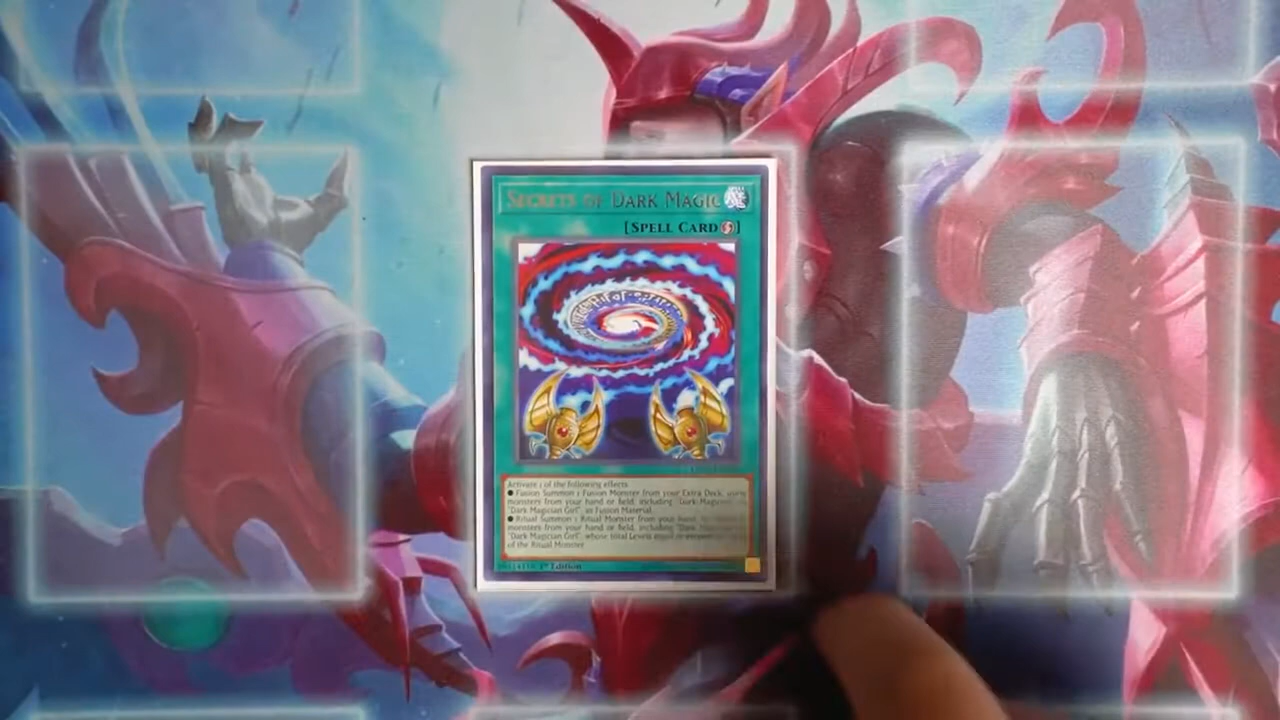 Secrets of Dark Magic
[Spell Card]
Activate 1 of the following effects
● Fusion Summon 1 Fusion Monster from your Extra Deck, using
monsters from your hand or field, including "Dark Magician" or
"Dark Magician Girl", as Fusion Material.
● Ritual Summon 1 Ritual Monster from your hand, by
monsters from your hand or field, including "Dark
"Dark Magician Girl", whose total Levels equal or exceed
of the Ritual Monster
1st Edition